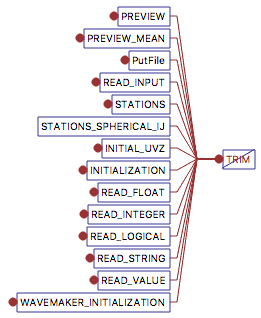 PREVIEW
PREVIEW_MEAN
PutFile
READ_INPUT
STATIONS
STATIONS_SPHERICAL_IJ
INITIAL_UVZ
INITIALIZATION
READ_FLOAT
READ_INTEGER
READ_LOGICAL
READ_STRING
READ_VALUE
WAVEMAKER_INITIALIZATION
TRIM